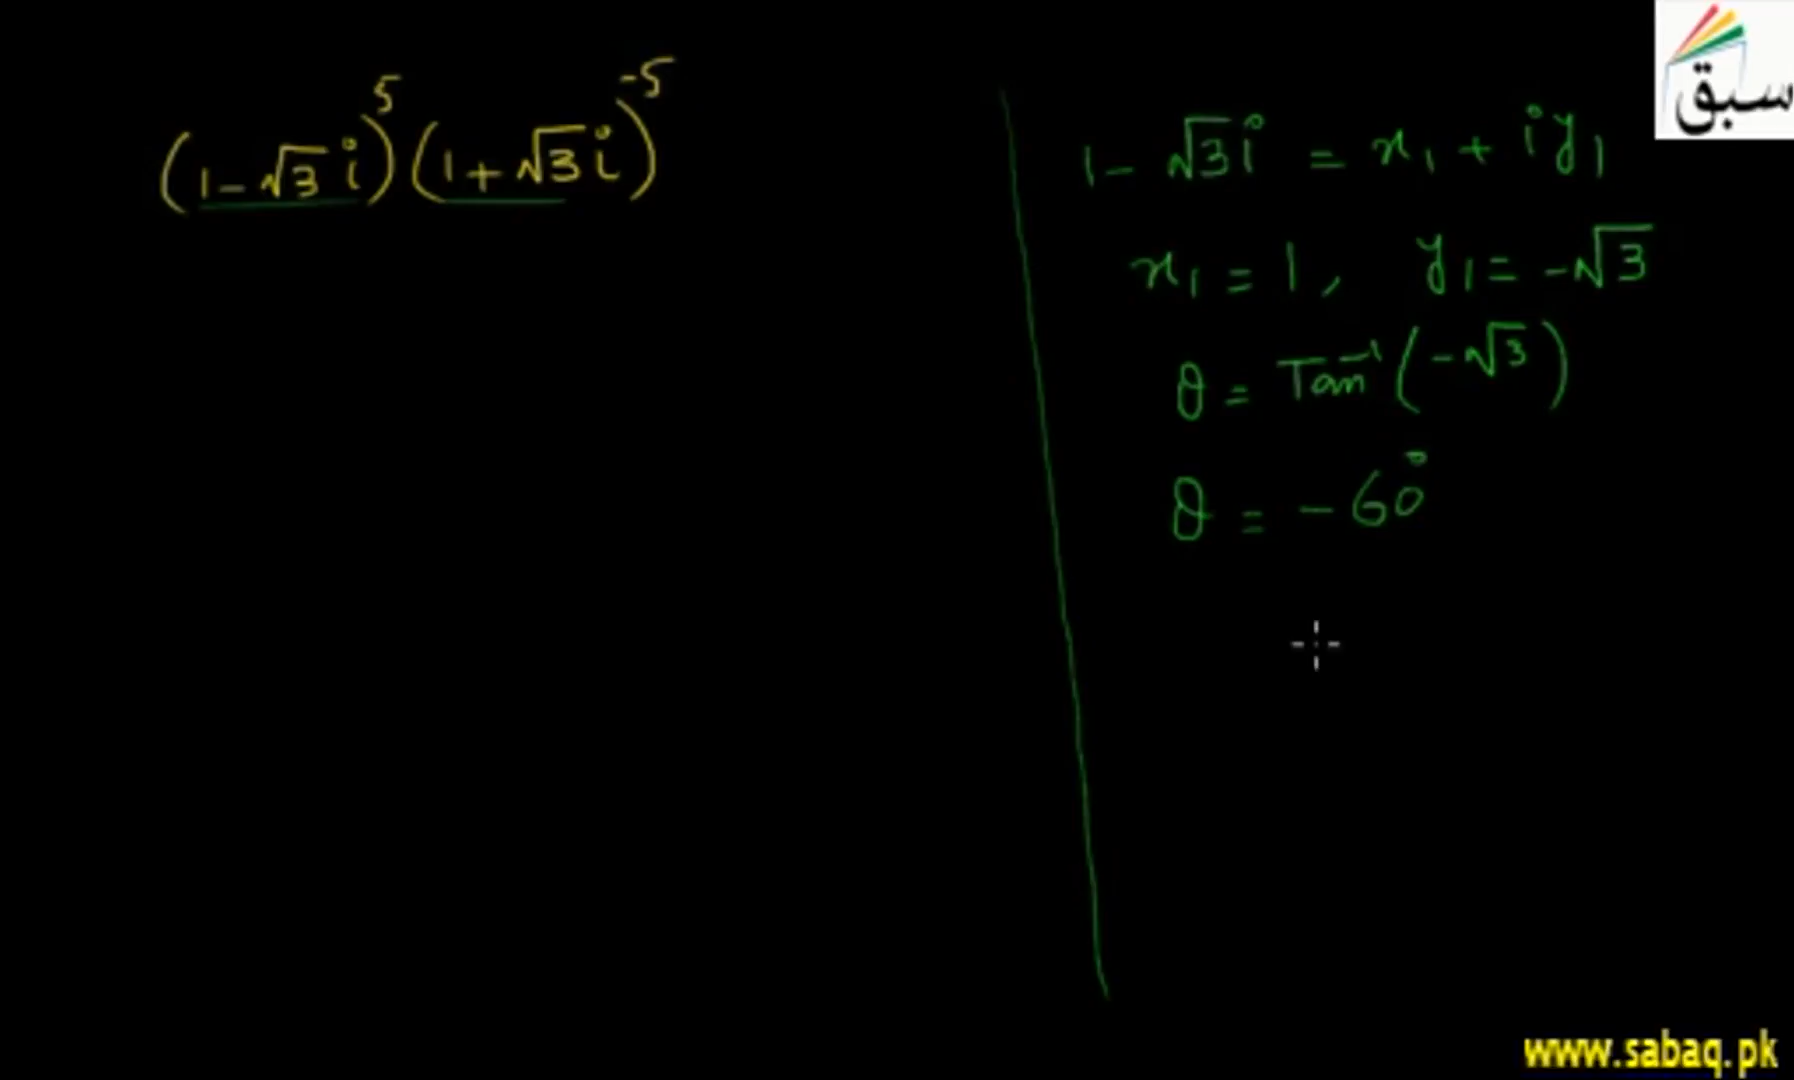 (1-√3 i)⁵ (1+√3 i)⁻⁵
1-√3 i = x₁ + iy₁
x₁ = 1, y₁ = -√3
θ = Tan⁻¹(-√3)
θ = -60°
سبق
www.sabaq.pk